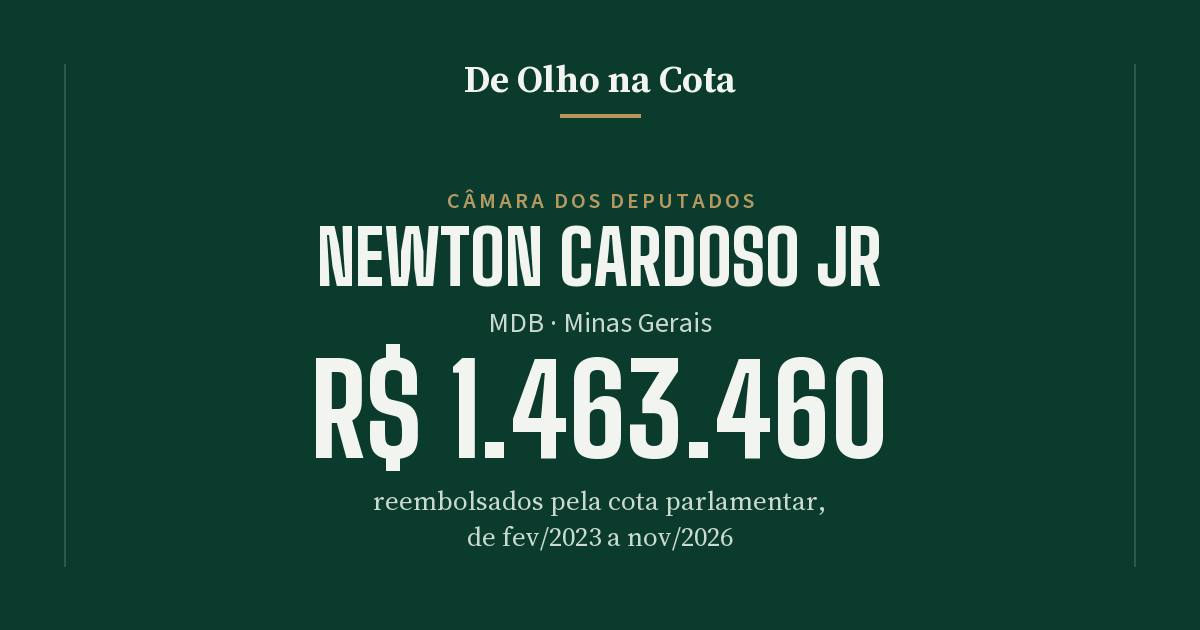 De Olho na Cota
CÂMARA DOS DEPUTADOS
NEWTON CARDOSO JR
MDB · Minas Gerais
R$ 1.463.460
reembolsados pela cota parlamentar,
de fev/2023 a nov/2026